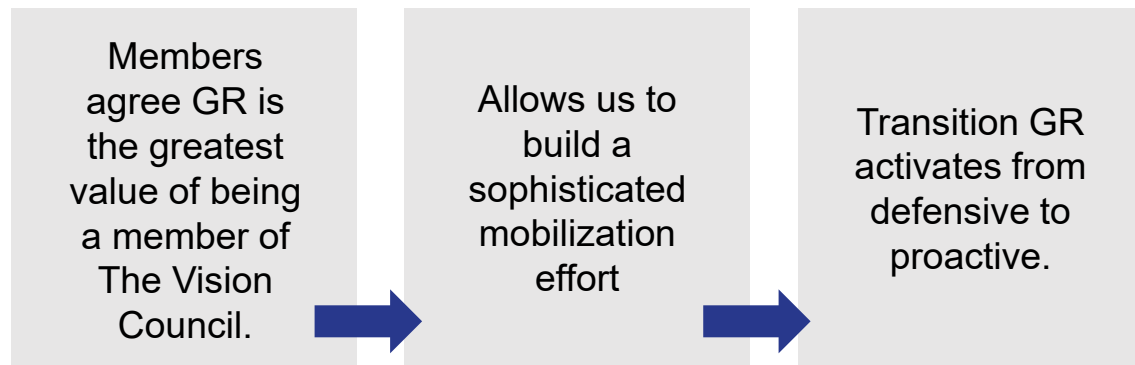 Members
agree GR is
the greatest
value of being
a member of
The Vision
Council.
Allows us to
build a
sophisticated
mobilization
effort
Transition GR
activates from
defensive to
proactive.